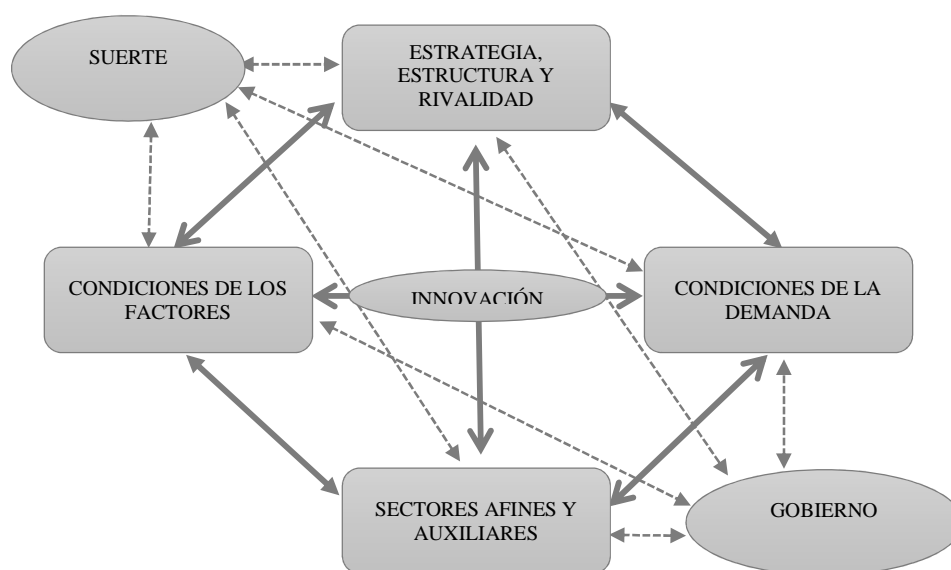 SUERTE
ESTRATEGIA,
ESTRUCTURA Y
RIVALIDAD
CONDICIONES DE LOS
FACTORES
INNOVACIÓN
CONDICIONES DE LA
DEMANDA
SECTORES AFINES Y
AUXILIARES
GOBIERNO